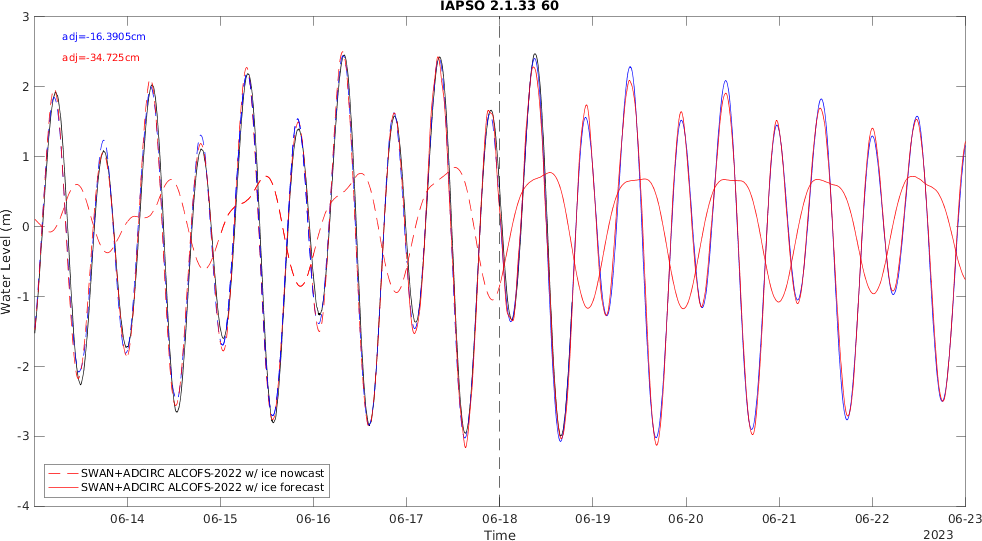 IAPSO 2.1.33 60
adj=-16.3905cm
adj=-34.725cm
Water Level (m)
3
2
1
0
-1
-2
-3
-4
SWAN+ADCIRC ALCOFS-2022 w/ ice nowcast
SWAN+ADCIRC ALCOFS-2022 w/ ice forecast
06-14 06-15 06-16 06-17 06-18 06-19 06-20 06-21 06-22 06-23
Time
2023